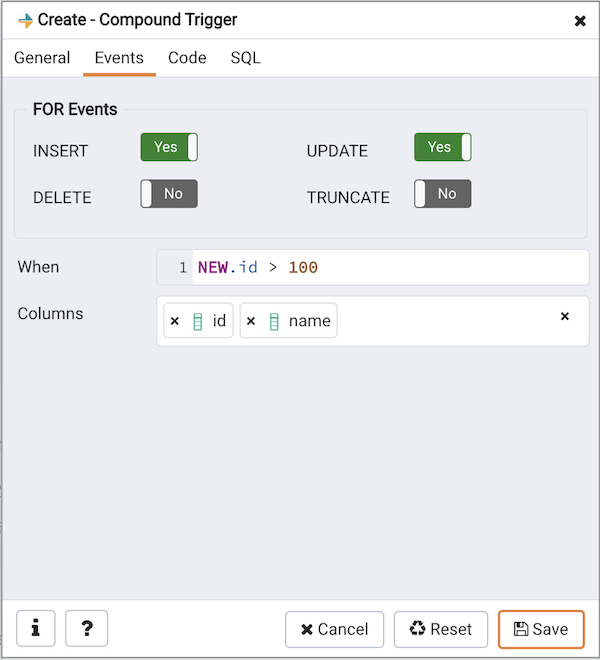 Create - Compound Trigger
General Events Code SQL
FOR Events
INSERT Yes UPDATE Yes
DELETE No TRUNCATE No
When 1 NEW.id > 100
Columns × id × name ×
i ? Cancel Reset Save